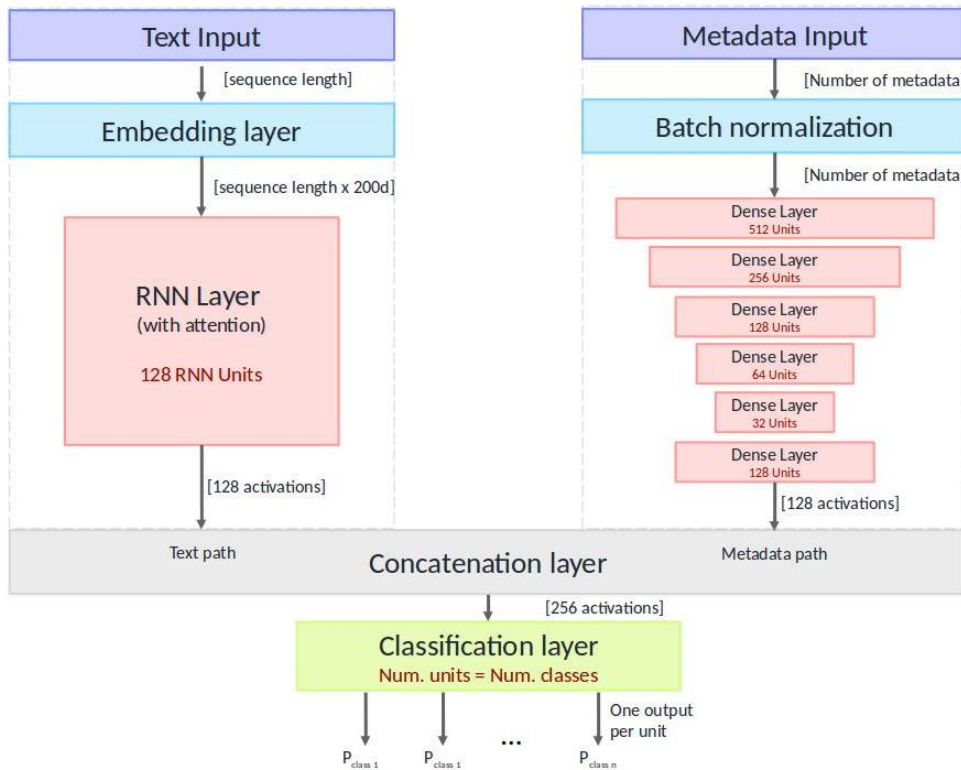 Text Input
[sequence length]
Embedding layer
[sequence length x 200d]
RNN Layer
(with attention)
128 RNN Units
[128 activations]
Text path
Metadata Input
[Number of metadata]
Batch normalization
[Number of metadata]
Dense Layer
512 Units
Dense Layer
256 Units
Dense Layer
128 Units
Dense Layer
64 Units
Dense Layer
32 Units
Dense Layer
128 Units
[128 activations]
Metadata path
Concatenation layer
[256 activations]
Classification layer
Num. units = Num. classes
One output
per unit
P class 1 P class 1 ... P class n